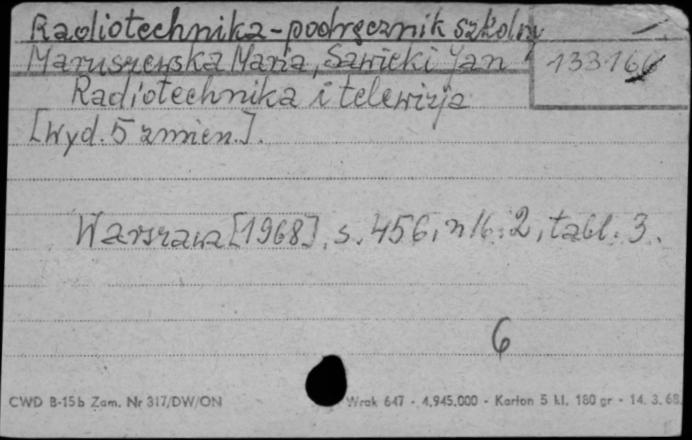 Radiotechnika-podręcznik szkolny
Maruszewska Maria, Sawicki Jan
13316
Radiotechnika i telewizja
[Wyd. 5 zmien.].
Warszawa [1968], s. 456, nlb. 2, tabl. 3.
6
CWD B-15b Zam. Nr 317/DW/ON Wrak 647 - 4.945.000 - Karton 5 kl. 180 gr - 14. 3. 68.